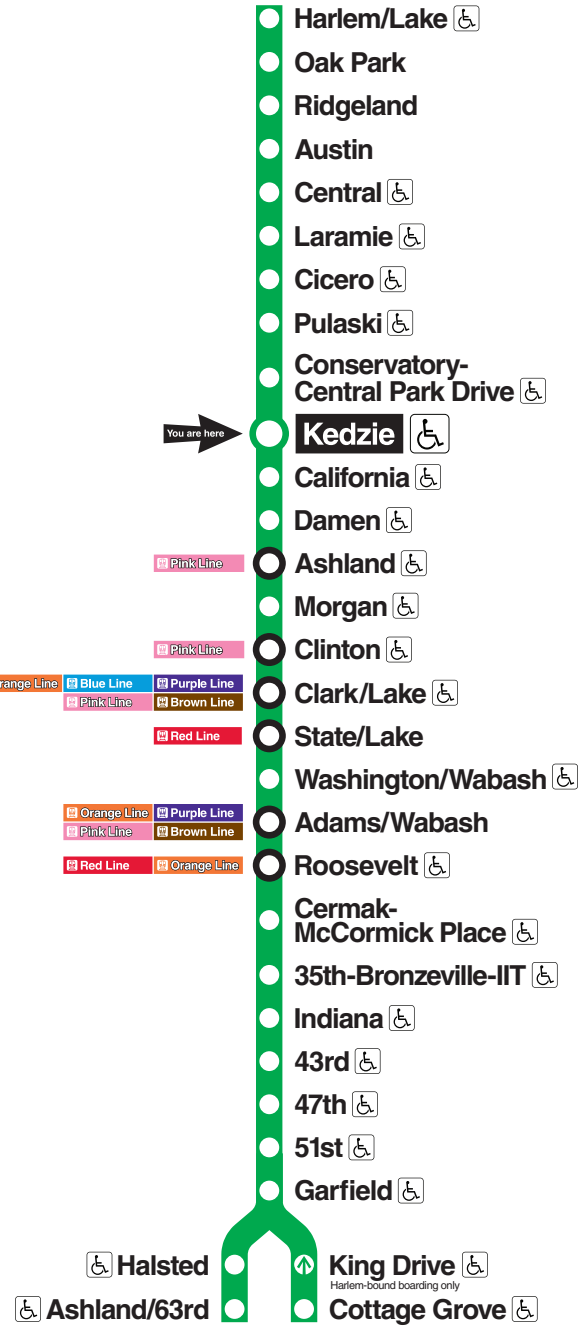 Harlem/Lake
Oak Park
Ridgeland
Austin
Central
Laramie
Cicero
Pulaski
Conservatory-
Central Park Drive
You are here
Kedzie
California
Damen
Pink Line
Ashland
Morgan
Pink Line
Clinton
range Line Blue Line Purple Line
Pink Line Brown Line
Clark/Lake
Red Line
State/Lake
Washington/Wabash
Orange Line Purple Line
Pink Line Brown Line
Adams/Wabash
Red Line Orange Line
Roosevelt
Cermak-
McCormick Place
35th-Bronzeville-IIT
Indiana
43rd
47th
51st
Garfield
Halsted
King Drive
Harlem-bound boarding only
Ashland/63rd
Cottage Grove